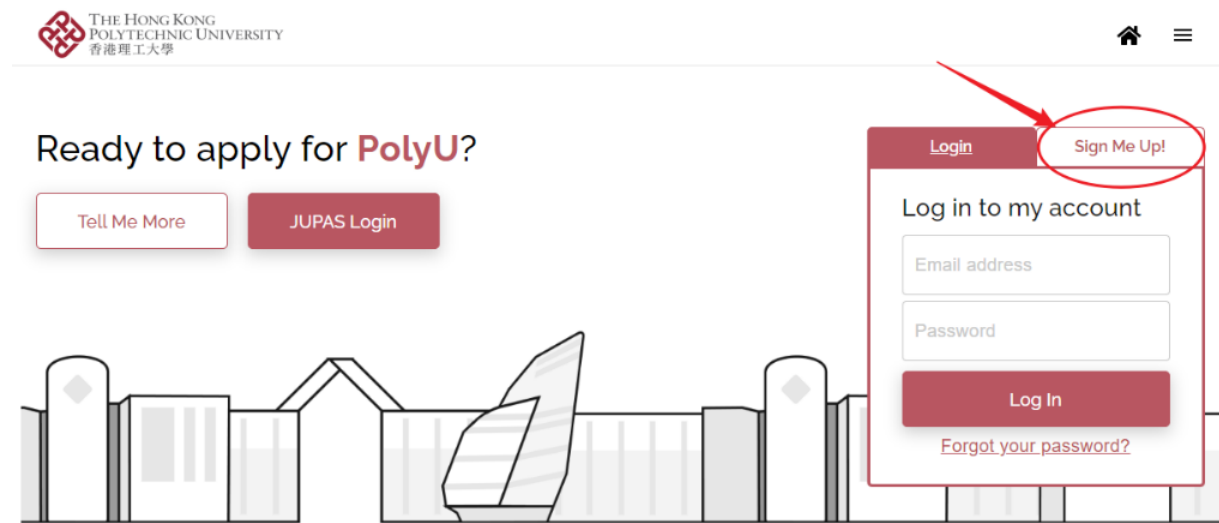 THE HONG KONG
POLYTECHNIC UNIVERSITY
香港理工大學
Ready to apply for PolyU?
Tell Me More
JUPAS Login
Login
Sign Me Up!
Log in to my account
Email address
Password
Log In
Forgot your password?